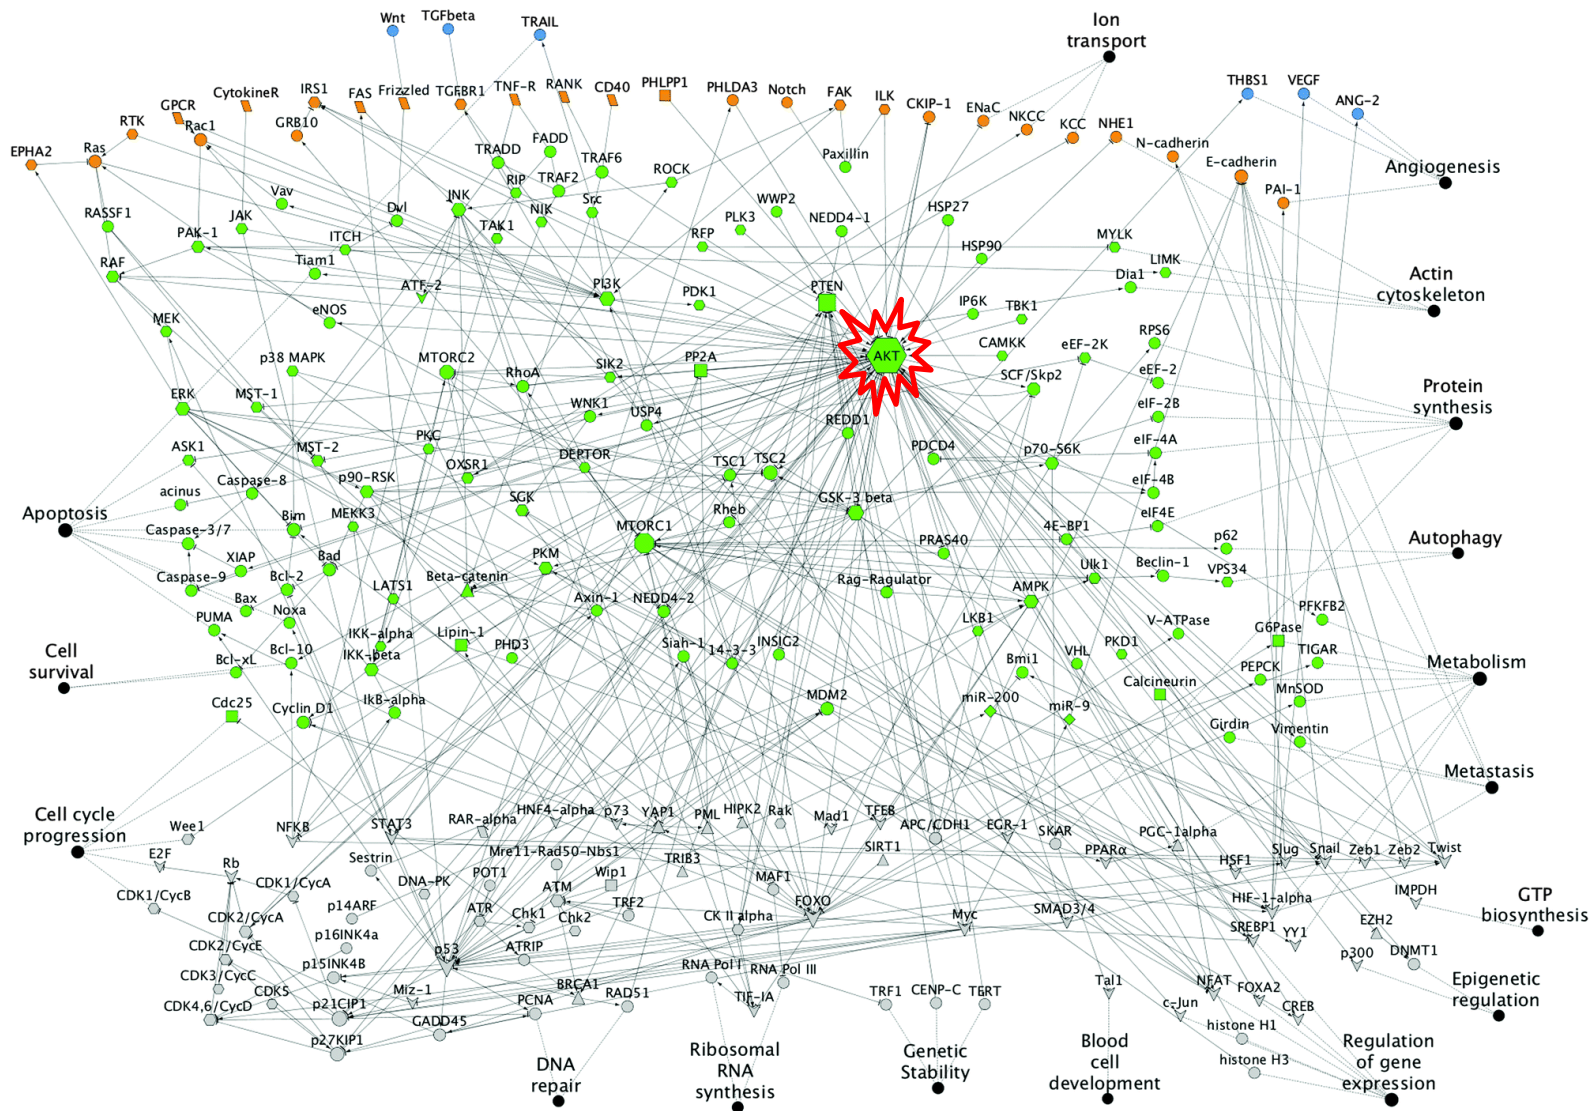 Wnt
TGFbeta
TRAIL
Ion
transport
CytokineR
IRS1
FAS
Frizzled
TGFBR1
TNF-R
RANK
CD40
PHLPP1
PHLDA3
Notch
FAK
ILK
CKIP-1
ENaC
NKCC
KCC
NHE1
THBS1
VEGF
ANG-2
GPCR
RTK
Rac1
GRB10
EPHA2
Ras
TRADD
FADD
TRAF6
ROCK
Paxillin
N-cadherin
E-cadherin
PAI-1
Angiogenesis
Vav
RIP
TRAF2
Src
RASSF1
JAK
Dvl
JNK
NIK
TAK1
WWP2
PLK3
NEDD4-1
HSP27
PAK-1
ITCH
RFP
HSP90
MYLK
RAF
Tiam1
ATF-2
PI3K
PDK1
PTEN
LIMK
Dia1
Actin
cytoskeleton
eNOS
IP6K
TBK1
MEK
RPS6
p38 MAPK
MTORC2
RhoA
SIK2
PP2A
AKT
CAMKK
eEF-2K
SCF/Skp2
eEF-2
Protein
synthesis
ERK
MST-1
WNK1
USP4
REDD1
eIF-2B
ASK1
MST-2
PKC
OXSR1
DEPTOR
TSC1
TSC2
PDCD4
p70-S6K
eIF-4A
Caspase-8
p90-RSK
acinus
SGK
GSK-3 beta
eIF-4B
Apoptosis
Caspase-3/7
Bim
MEKK3
MTORC1
Rheb
PRAS40
4E-BP1
eIF4E
p62
Autophagy
XIAP
Bad
PKM
Caspase-9
Bcl-2
LATS1
Beta-catenin
Rag-Ragulator
AMPK
Ulk1
Beclin-1
VPS34
Bax
Noxa
Axin-1
NEDD4-2
PUMA
LKB1
V-ATPase
PFKFB2
G6Pase
IKK-alpha
Lipin-1
PHD3
Siah-1
14-3-3
INSIG2
Cell
survival
Bcl-xL
Bcl-10
IKK-beta
Bmi1
VHL
PKD1
TIGAR
PEPCK
Metabolism
Cdc25
Cyclin D1
IkB-alpha
MDM2
miR-200
miR-9
Calcineurin
MnSOD
Girdin
Vimentin
Metastasis
Cell cycle
progression
Wee1
NFKB
STAT3
RAR-alpha
HNF4-alpha
p73
YAP1
PML
HIPK2
Rak
Mad1
TFEB
APC/CDH1
EGR-1
SKAR
PGC-1alpha
E2F
Rb
Sestrin
Mre11-Rad50-Nbs1
TRIB3
SIRT1
PPARα
HSF1
Slug
Snail
Zeb1
Zeb2
Twist
CDK1/CycB
CDK1/CycA
DNA-PK
POT1
ATM
Wip1
MAF1
FOXO
HIF-1-alpha
IMPDH
GTP
biosynthesis
CDK2/CycA
p14ARF
ATR
Chk1
Chk2
TRF2
CK II alpha
Myc
SMAD3/4
SREBP1
YY1
EZH2
CDK2/CycE
p16INK4a
p53
ATRIP
p300
DNMT1
CDK3/CycC
p15INK4B
BRCA1
RNA Pol I
RNA Pol III
Epigenetic
regulation
CDK4,6/CycD
CDK5
p21CIP1
Miz-1
PCNA
RAD51
TIF-IA
TRF1
CENP-C
TERT
Tal1
NFAT
FOXA2
c-Jun
CREB
p27KIP1
GADD45
histone H1
histone H3
DNA
repair
Ribosomal
RNA
synthesis
Genetic
Stability
Blood
cell
development
Regulation
of gene
expression